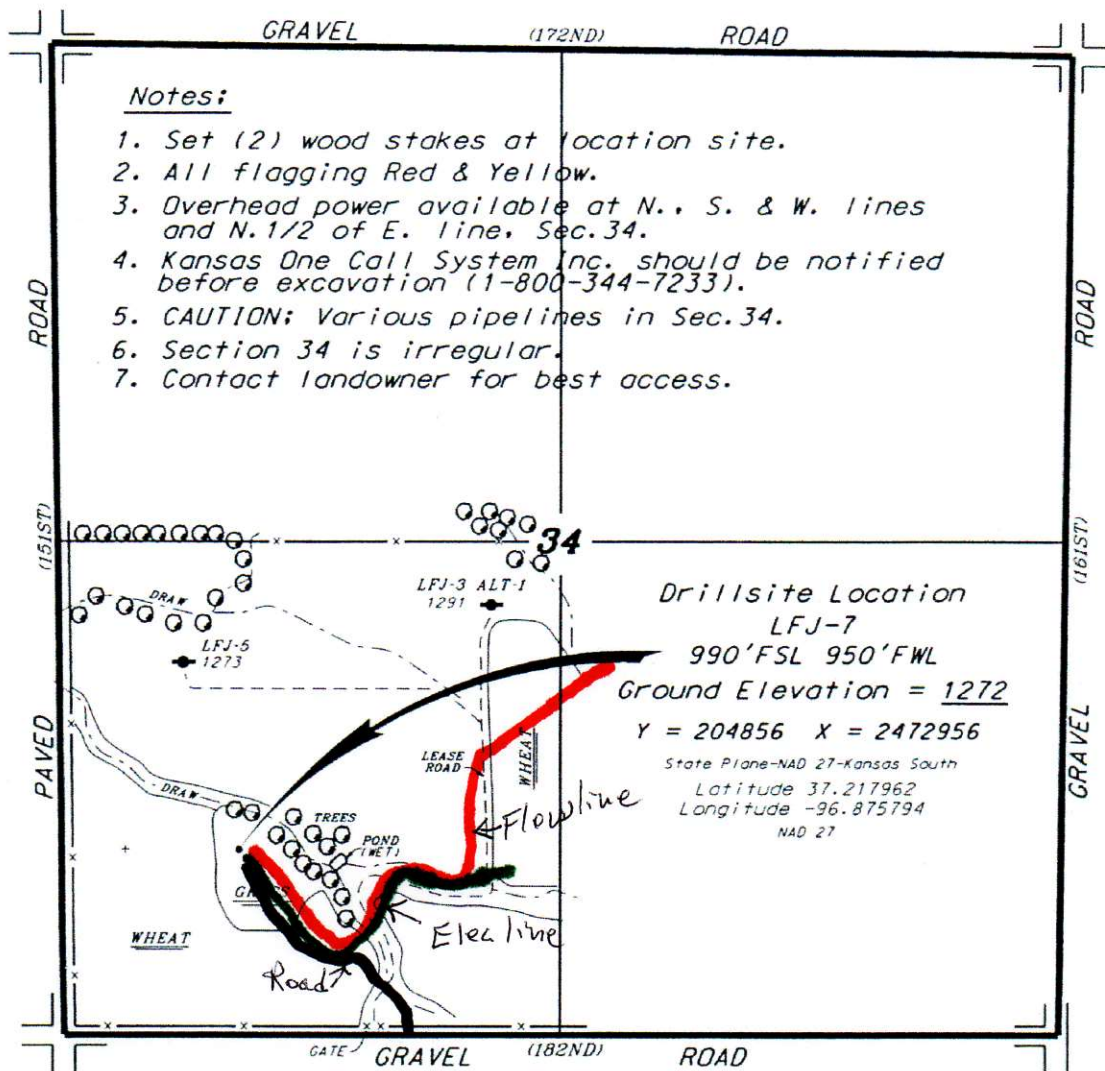 GRAVEL (172ND) ROAD
Notes:
1. Set (2) wood stakes at location site.
2. All flagging Red & Yellow.
3. Overhead power available at N., S. & W. lines
and N.1/2 of E. line, Sec.34.
4. Kansas One Call System Inc. should be notified
before excavation (1-800-344-7233).
5. CAUTION: Various pipelines in Sec.34.
6. Section 34 is irregular.
7. Contact landowner for best access.
ROAD
(151ST)
PAVED
ROAD
(161ST)
GRAVEL
34
DRAW
LFJ-5
1273
LFJ-3 ALT-1
1291
Drillsite Location
LFJ-7
990'FSL 950'FWL
Ground Elevation = 1272
Y = 204856 X = 2472956
State Plane-NAD 27-Kansas South
Latitude 37.217962
Longitude -96.875794
NAD 27
LEASE
ROAD
WHEAT
DRAW
TREES
POND
(WET)
←Flowline
GRASS
WHEAT
Elec line
Road
GATE
GRAVEL (182ND) ROAD